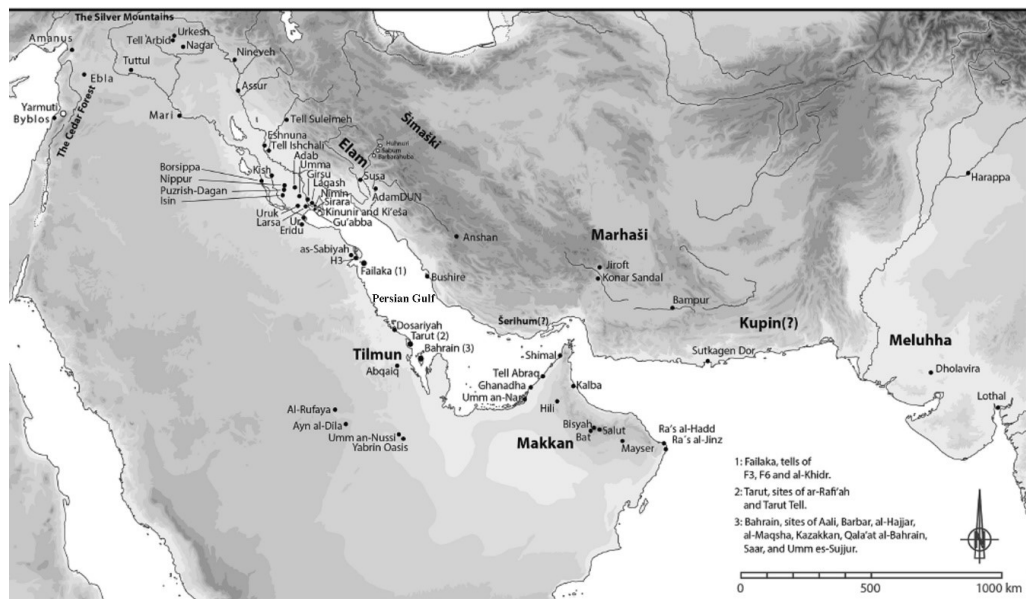 The Silver Mountains
Amanus
Urkesh
Tell Arbid
Nagar
Nineveh
Tuttul
Ebla
Assur
Yarmuti
Byblos
The Cedar Forest
Mari
Tell Suleimeh
Šimaški
Eshnuna
Tell Ishchali
Elam
Huhnuri
Adab
Umma
Borsippa
Kish
Girsu
Susa
Nippur
Lagash
AdamDUN
Puzrish-Dagan
Nimin
Isin
Sirara
Uruk
Kinunir and Ki'eša
Larsa
Ur
Gu'abba
Eridu
Harappa
Anshan
Marhaši
as-Sabiyah
H3
Failaka (1)
Bushire
Jiroft
Konar Sandal
Persian Gulf
Bampur
Dosariyah
Šerihum(?)
Kupin(?)
Tarut (2)
Meluhha
Tilmun
Bahrain (3)
Shimal
Sutkagen Dor
Abqaiq
Tell Abraq
Dholavira
Ghanadha
Kalba
Umm an-Nar
Lothal
Al-Rufaya
Hili
Ayn al-Dila
Bisyah
Salut
Ra's al-Hadd
Umm an-Nussi
Makkan
Bat
Ra´s al-Jinz
Yabrin Oasis
Mayser
1: Failaka, tells of
F3, F6 and al-Khidr.
2: Tarut, sites of ar-Rafi'ah
and Tarut Tell.
3: Bahrain, sites of Aali, Barbar, al-Hajjar,
al-Maqsha, Kazakkan, Qala'at al-Bahrain,
Saar, and Umm es-Sujjur.
N
0 500 1000 km